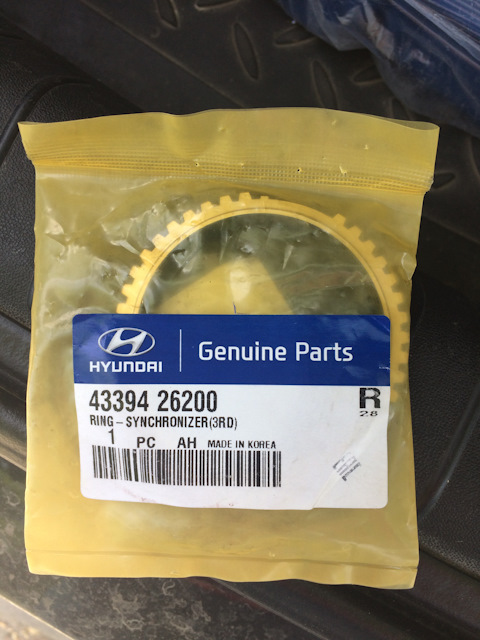 HYUNDAI
Genuine Parts
43394 26200
RING-SYNCHRONIZER(3RD)
1 PC AH MADE IN KOREA
R
28